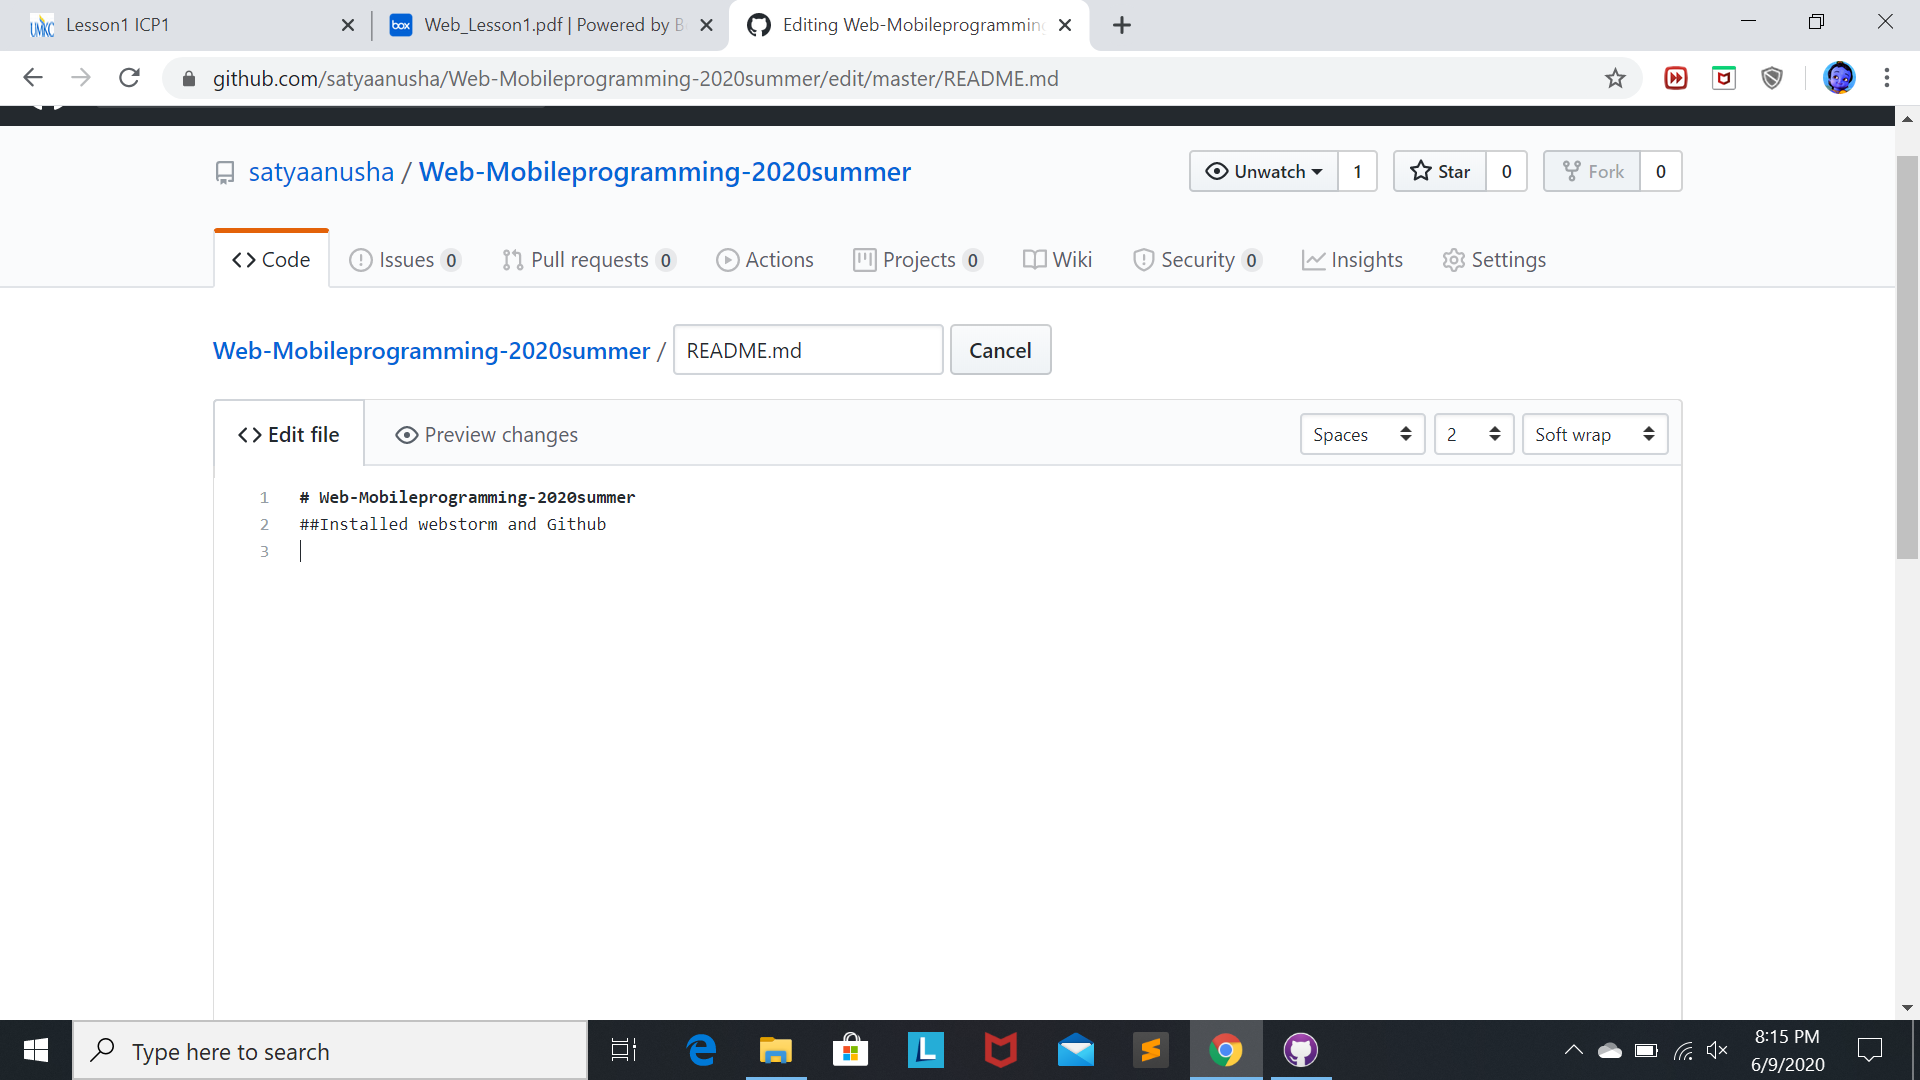 Lesson1 ICP1
Web_Lesson1.pdf | Powered by B
Editing Web-Mobileprogramming
github.com/satyaanusha/Web-Mobileprogramming-2020summer/edit/master/README.md
satyaanusha / Web-Mobileprogramming-2020summer
Unwatch 1 Star 0 Fork 0
Code Issues 0 Pull requests 0 Actions Projects 0 Wiki Security 0 Insights Settings
Web-Mobileprogramming-2020summer / README.md Cancel
Edit file Preview changes Spaces 2 Soft wrap
1 # Web-Mobileprogramming-2020summer
2 ##Installed webstorm and Github
3
Type here to search
8:15 PM
6/9/2020
UMKC
box
L